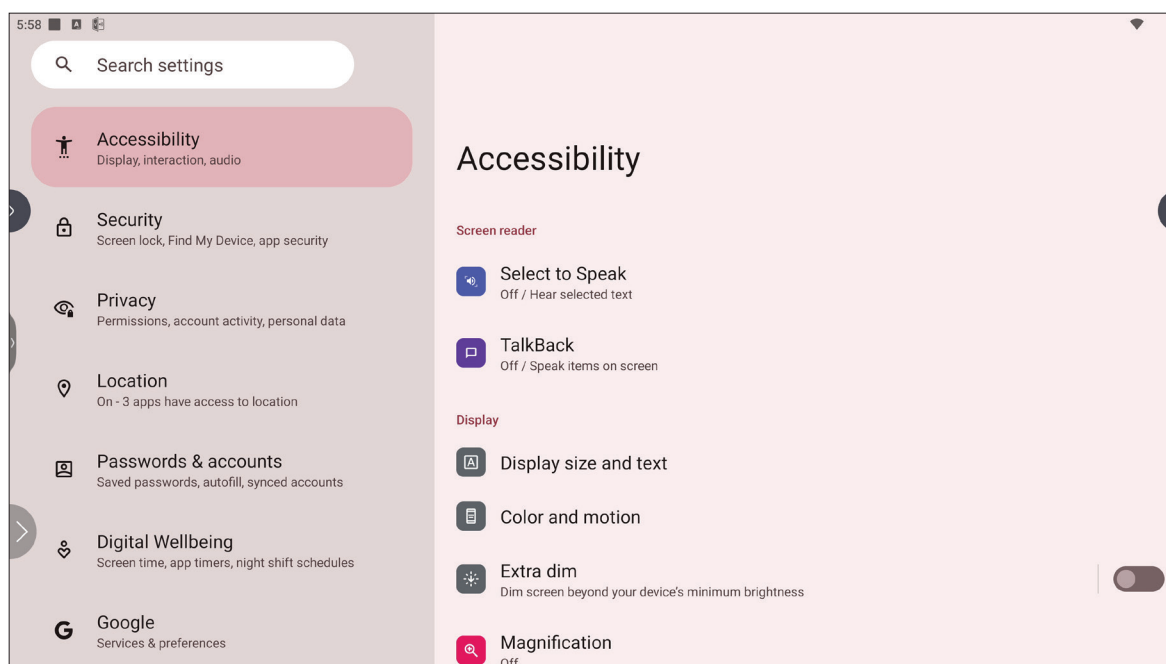 5:58
Search settings
Accessibility
Display, interaction, audio
Security
Screen lock, Find My Device, app security
Privacy
Permissions, account activity, personal data
Location
On - 3 apps have access to location
Passwords & accounts
Saved passwords, autofill, synced accounts
Digital Wellbeing
Screen time, app timers, night shift schedules
Google
Services & preferences
Accessibility
Screen reader
Select to Speak
Off / Hear selected text
TalkBack
Off / Speak items on screen
Display
Display size and text
Color and motion
Extra dim
Dim screen beyond your device's minimum brightness
Magnification
Off